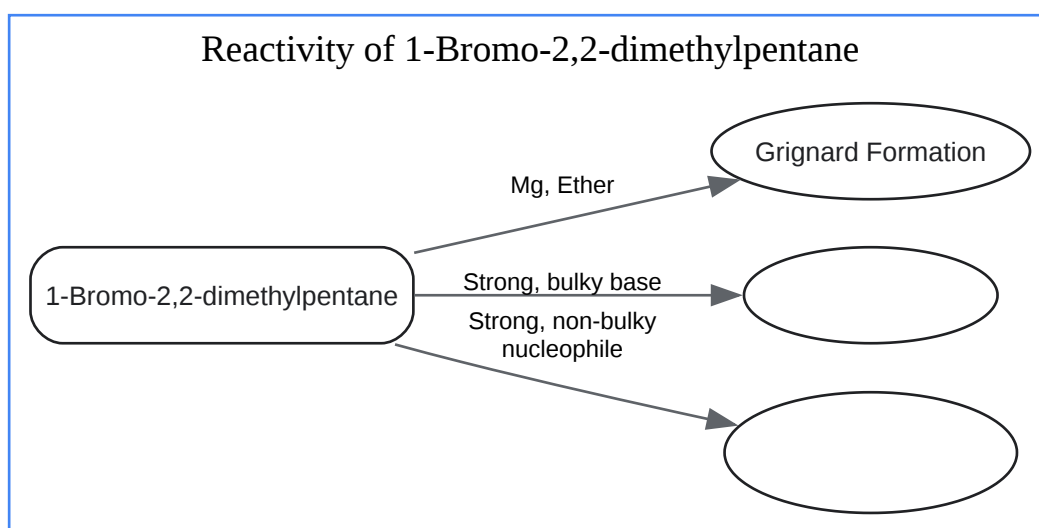 Reactivity of 1-Bromo-2,2-dimethylpentane
Grignard Formation
Mg, Ether
1-Bromo-2,2-dimethylpentane
Strong, bulky base
Strong, non-bulky
nucleophile